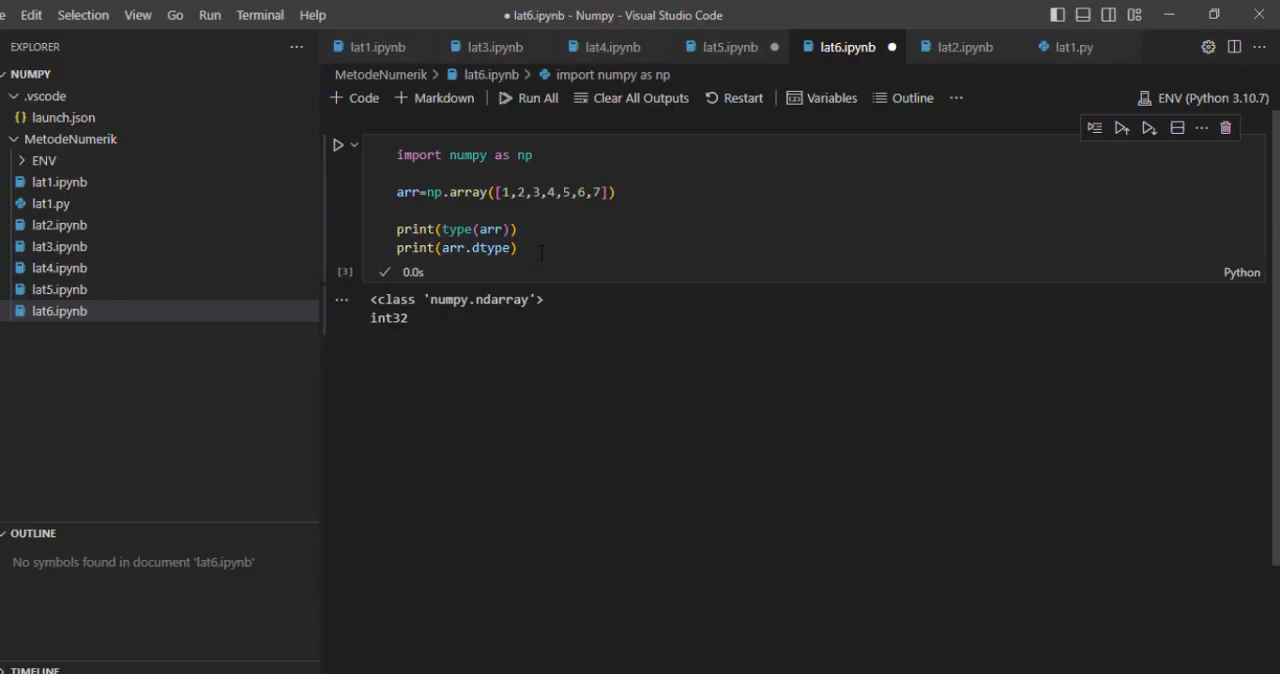 e Edit Selection View Go Run Terminal Help
● lat6.ipynb - Numpy - Visual Studio Code
EXPLORER
lat1.ipynb lat3.ipynb lat4.ipynb lat5.ipynb lat6.ipynb lat2.ipynb lat1.py
NUMPY
MetodeNumerik > lat6.ipynb > import numpy as np
.vscode
+ Code + Markdown Run All Clear All Outputs Restart Variables Outline ... ENV (Python 3.10.7)
{} launch.json
MetodeNumerik
ENV
lat1.ipynb
lat1.py
lat2.ipynb
lat3.ipynb
lat4.ipynb
lat5.ipynb
lat6.ipynb
import numpy as np
arr=np.array([1,2,3,4,5,6,7])
print(type(arr))
print(arr.dtype)
[3] ✓ 0.0s Python
<class 'numpy.ndarray'>
int32
OUTLINE
No symbols found in document 'lat6.ipynb'
TIMELINE